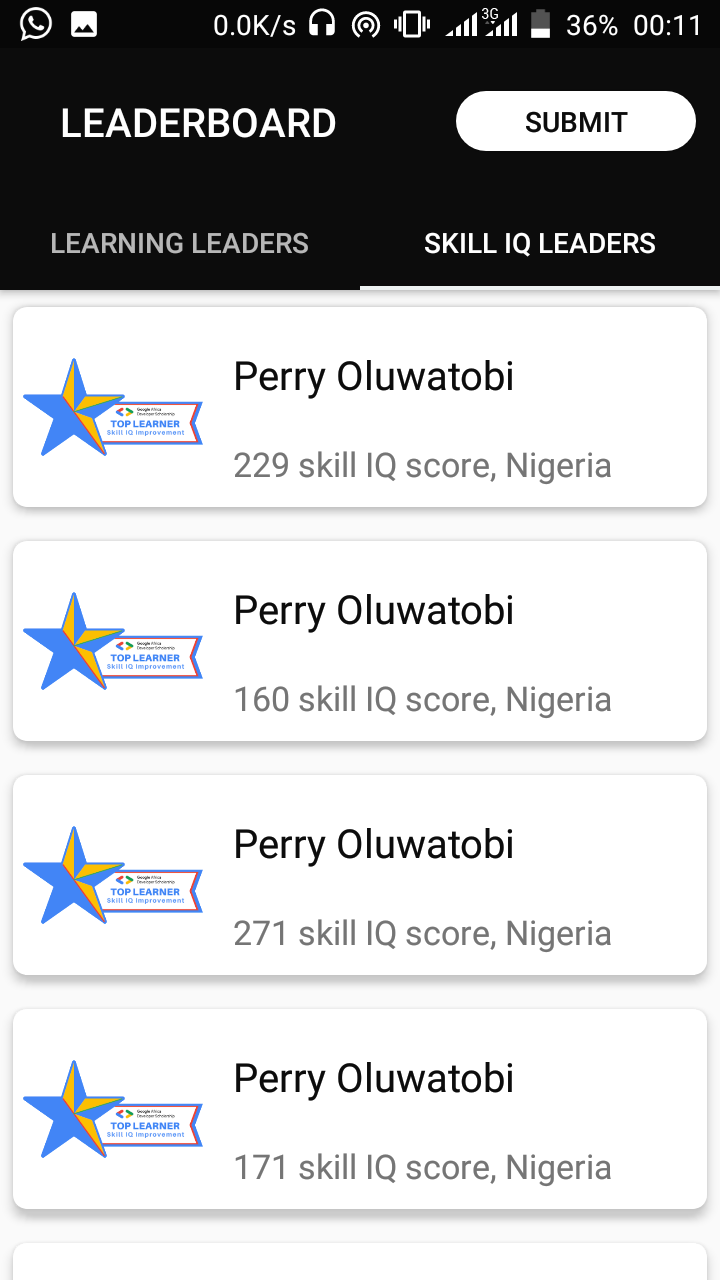 0.0K/s 3G 36% 00:11
LEADERBOARD
SUBMIT
LEARNING LEADERS
SKILL IQ LEADERS
Perry Oluwatobi
Google Africa
Developer Scholarship
TOP LEARNER
Skill IQ Improvement
229 skill IQ score, Nigeria
Perry Oluwatobi
Google Africa
Developer Scholarship
TOP LEARNER
Skill IQ Improvement
160 skill IQ score, Nigeria
Perry Oluwatobi
Google Africa
Developer Scholarship
TOP LEARNER
Skill IQ Improvement
271 skill IQ score, Nigeria
Perry Oluwatobi
Google Africa
Developer Scholarship
TOP LEARNER
Skill IQ Improvement
171 skill IQ score, Nigeria